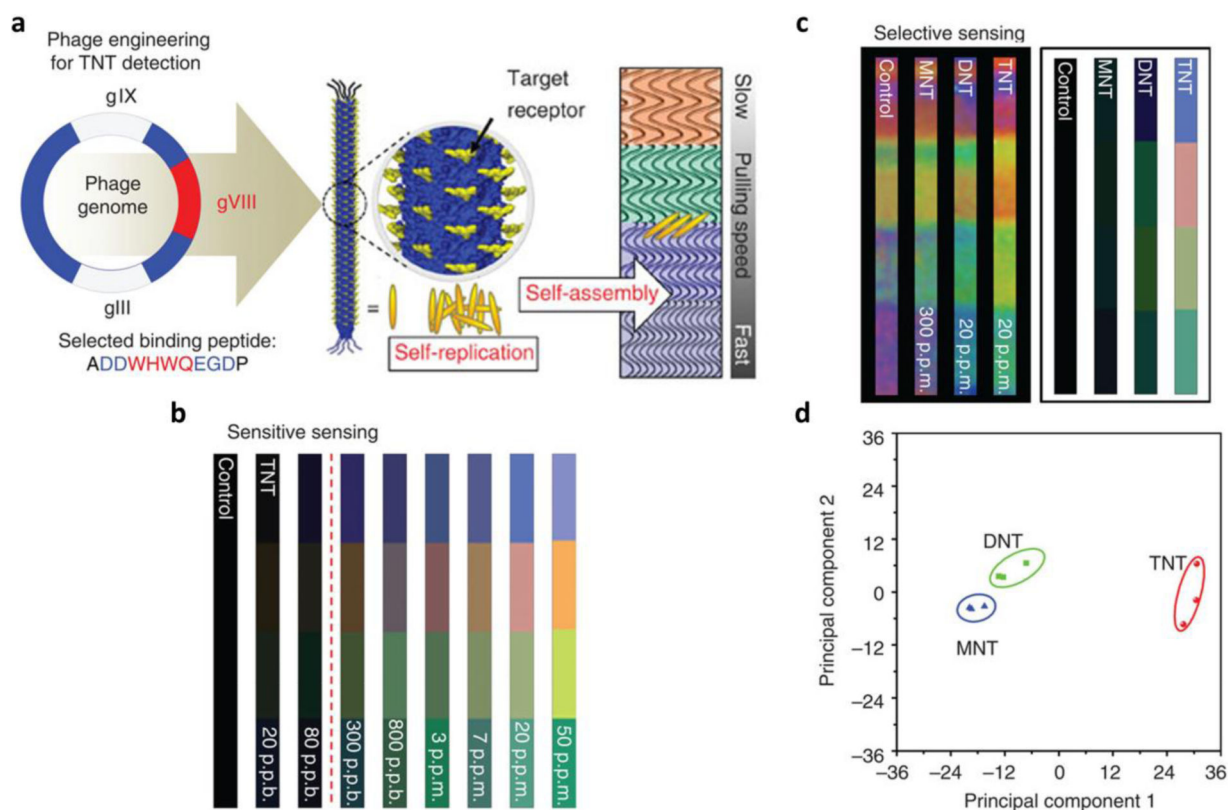 a
Phage engineering
for TNT detection
gIX
Phage
genome
gVIII
gIII
Selected binding peptide:
ADDWHWQEGDP
Target
receptor
=
Self-replication
Self-assembly
Slow
Pulling speed
Fast
b
Sensitive sensing
Control
TNT
20 p.p.b.
80 p.p.b.
300 p.p.b.
800 p.p.b.
3 p.p.m.
7 p.p.m.
20 p.p.m.
50 p.p.m.
c
Selective sensing
Control
MNT
DNT
TNT
300 p.p.m.
20 p.p.m.
20 p.p.m.
Control
MNT
DNT
TNT
d
Principal component 2
36
24
12
0
−12
−24
−36
DNT
MNT
TNT
−36
−24
−12
0
12
24
36
Principal component 1